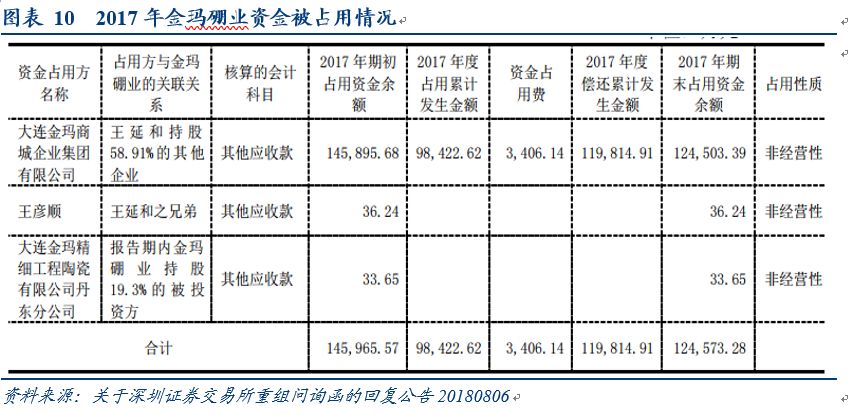 图表 10 2017 年金玛硼业资金被占用情况
资金占用方
名称
占用方与金玛
硼业的关联关
系
核算的会计
科目
2017 年期初
占用资金余
额
2017 年度
占用累计
发生金额
资金占
用费
2017 年度
偿还累计发
生金额
2017 年期
末占用资金
余额
占用性质
大连金玛商
城企业集团
有限公司
王延和持股
58.91%的其他
企业
其他应收款
145,895.68
98,422.62
3,406.14
119,814.91
124,503.39
非经营性
王彦顺
王延和之兄弟
其他应收款
36.24
36.24
非经营性
大连金玛精
细工程陶瓷
有限公司丹
东分公司
报告期内金玛
硼业持股
19.3%的被投
资方
其他应收款
33.65
33.65
非经营性
合计
145,965.57
98,422.62
3,406.14
119,814.91
124,573.28
资料来源：关于深圳证券交易所重组问询函的回复公告 20180806